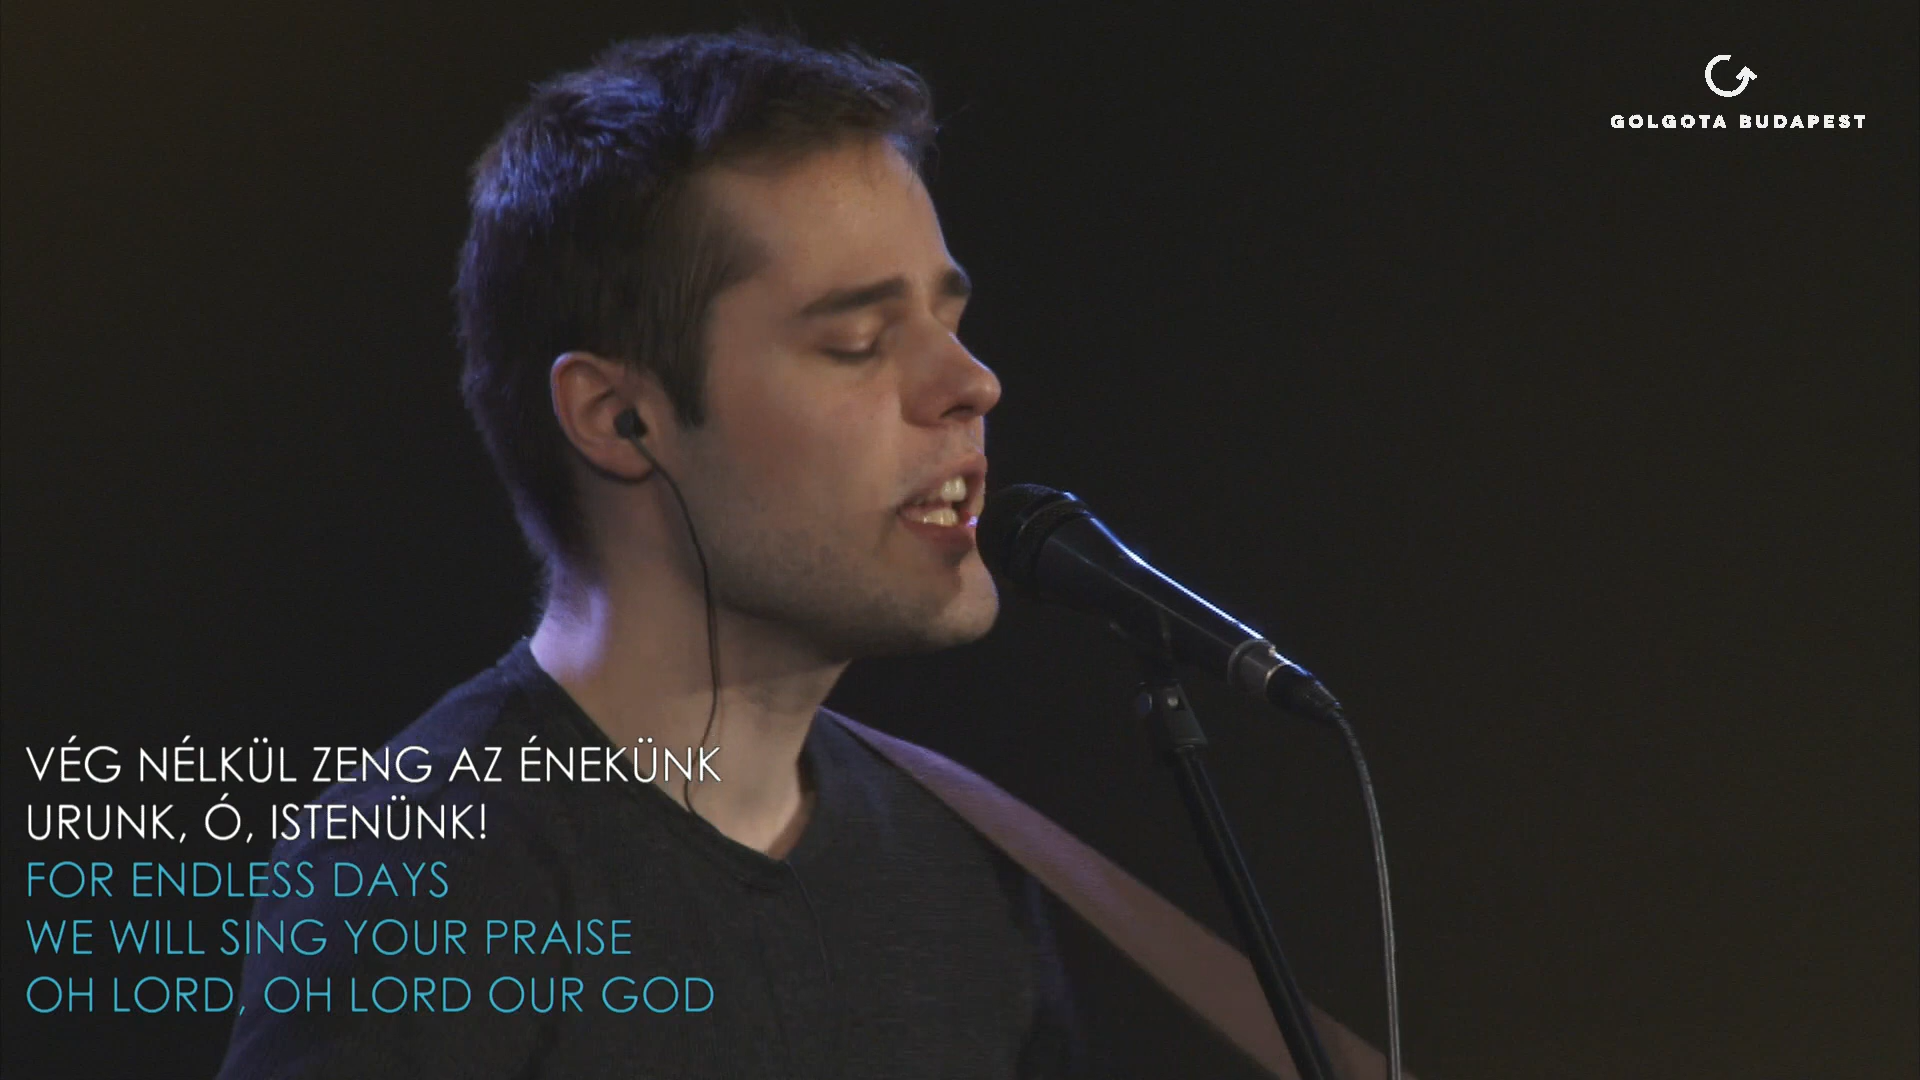 GOLGOTA BUDAPEST
VÉG NÉLKÜL ZENG AZ ÉNEKÜNK
URUNK, Ó, ISTENÜNK!
FOR ENDLESS DAYS
WE WILL SING YOUR PRAISE
OH LORD, OH LORD OUR GOD